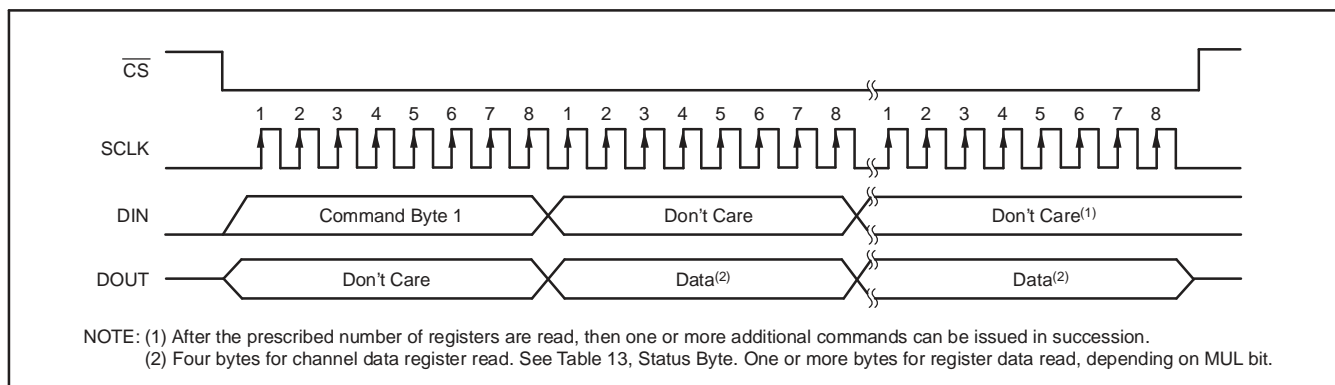 CS
1 2 3 4 5 6 7 8 1 2 3 4 5 6 7 8 1 2 3 4 5 6 7 8
SCLK
DIN Command Byte 1 Don't Care Don't Care(1)
DOUT Don't Care Data(2) Data(2)
NOTE: (1) After the prescribed number of registers are read, then one or more additional commands can be issued in succession.
(2) Four bytes for channel data register read. See Table 13, Status Byte. One or more bytes for register data read, depending on MUL bit.